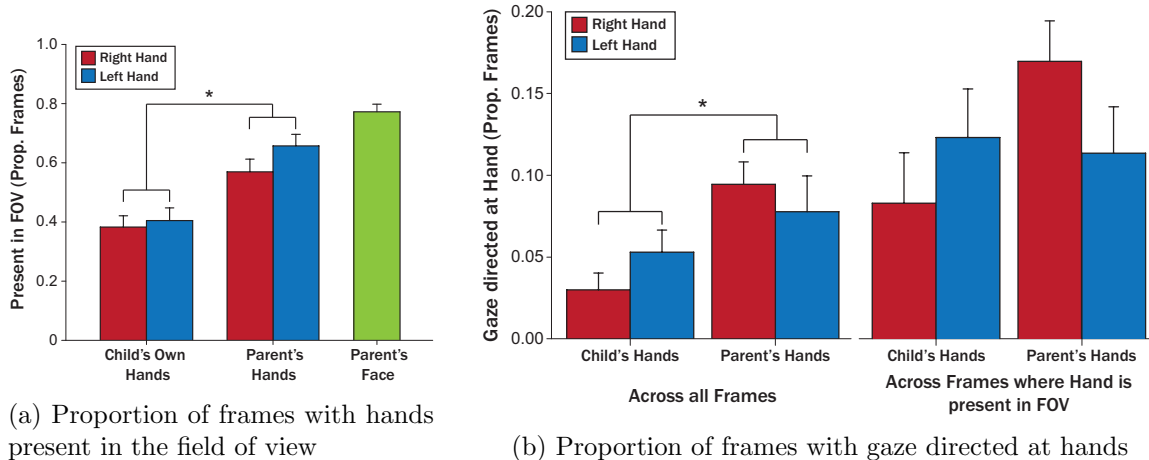 Present in FOV (Prop. Frames)
1.0
0.8
0.6
0.4
0.2
0
Right Hand
Left Hand
*
Child's Own
Hands
Parent's
Hands
Parent's
Face
(a) Proportion of frames with hands
present in the field of view
Gaze directed at Hand (Prop. Frames)
0.20
0.15
0.10
0.05
0.00
Right Hand
Left Hand
*
Child's Hands
Parent's Hands
Across all Frames
Child's Hands
Parent's Hands
Across Frames where Hand is
present in FOV
(b) Proportion of frames with gaze directed at hands